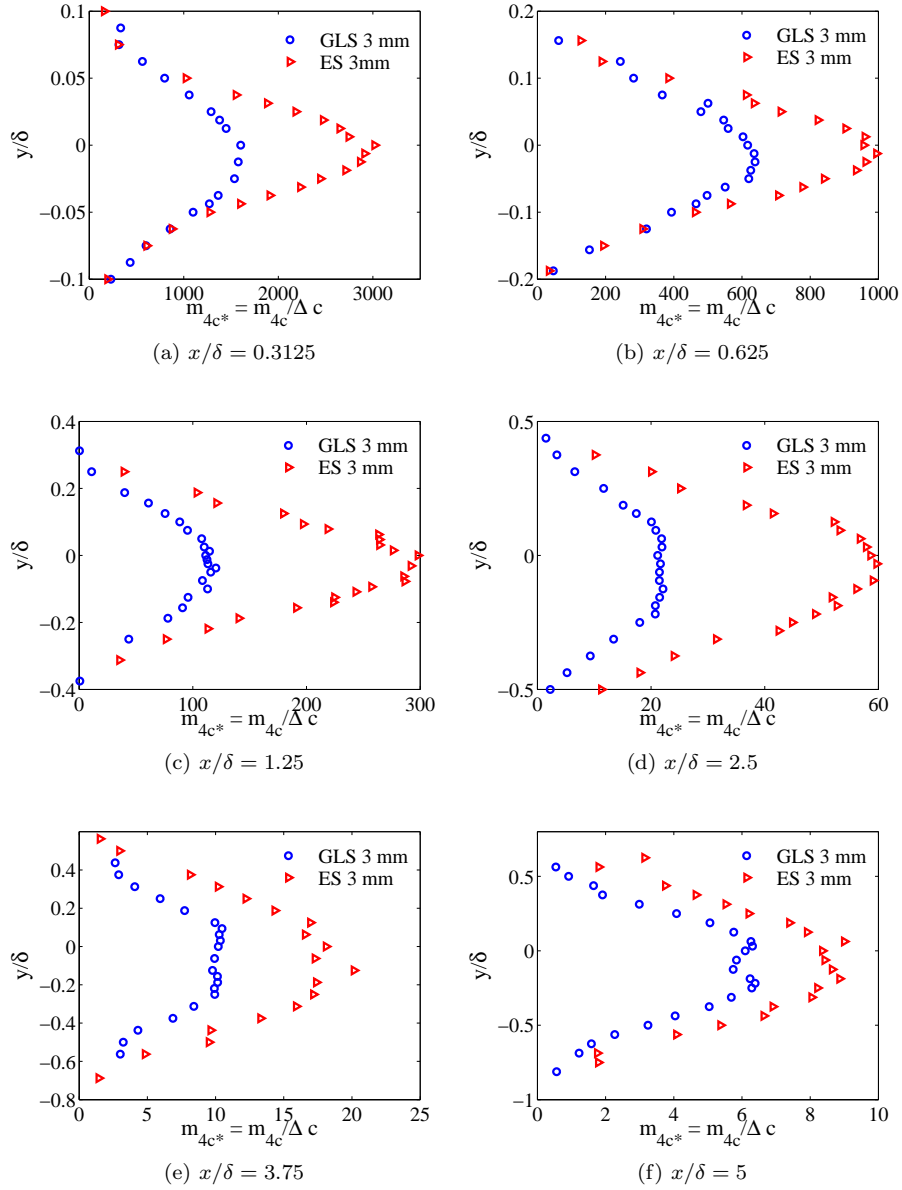 0.1
0.05
0
−0.05
−0.1
y/δ
GLS 3 mm
ES 3mm
0 1000 2000 3000
m4c* = m4c/Δ c
(a) x/δ = 0.3125
0.2
0.1
0
−0.1
−0.2
y/δ
GLS 3 mm
ES 3 mm
0 200 400 600 800 1000
m4c* = m4c/Δ c
(b) x/δ = 0.625
0.4
0.2
0
−0.2
−0.4
y/δ
GLS 3 mm
ES 3 mm
0 100 200 300
m4c* = m4c/Δ c
(c) x/δ = 1.25
0.5
0
−0.5
y/δ
GLS 3 mm
ES 3 mm
0 20 40 60
m4c* = m4c/Δ c
(d) x/δ = 2.5
0.4
0.2
0
−0.2
−0.4
−0.6
−0.8
y/δ
GLS 3 mm
ES 3 mm
0 5 10 15 20 25
m4c* = m4c/Δ c
(e) x/δ = 3.75
0.5
0
−0.5
−1
y/δ
GLS 3 mm
ES 3 mm
0 2 4 6 8 10
m4c* = m4c/Δ c
(f) x/δ = 5